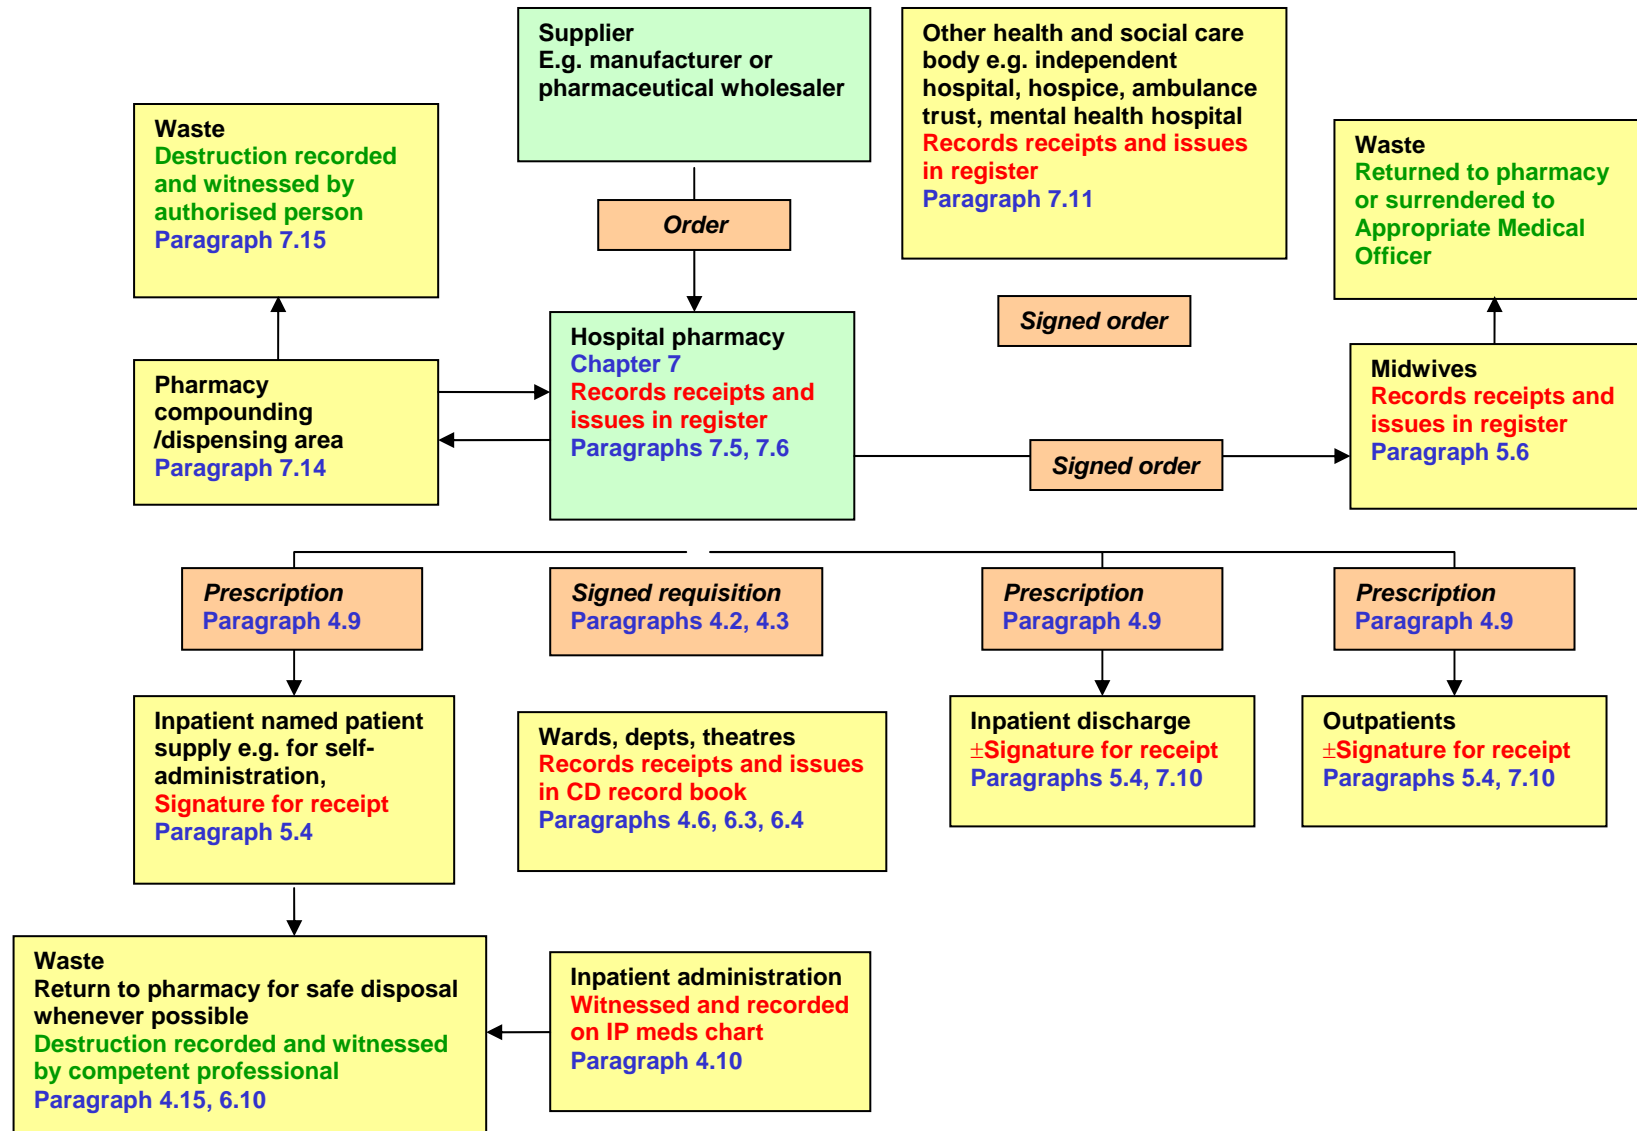 Supplier
E.g. manufacturer or
pharmaceutical wholesaler
Other health and social care
body e.g. independent
hospital, hospice, ambulance
trust, mental health hospital
Records receipts and issues
in register
Paragraph 7.11
Waste
Destruction recorded
and witnessed by
authorised person
Paragraph 7.15
Waste
Returned to pharmacy
or surrendered to
Appropriate Medical
Officer
Order
Signed order
Hospital pharmacy
Chapter 7
Records receipts and
issues in register
Paragraphs 7.5, 7.6
Pharmacy
compounding
/dispensing area
Paragraph 7.14
Signed order
Midwives
Records receipts and
issues in register
Paragraph 5.6
Prescription
Paragraph 4.9
Signed requisition
Paragraphs 4.2, 4.3
Prescription
Paragraph 4.9
Prescription
Paragraph 4.9
Inpatient named patient
supply e.g. for self-
administration,
Signature for receipt
Paragraph 5.4
Wards, depts, theatres
Records receipts and issues
in CD record book
Paragraphs 4.6, 6.3, 6.4
Inpatient discharge
±Signature for receipt
Paragraphs 5.4, 7.10
Outpatients
±Signature for receipt
Paragraphs 5.4, 7.10
Waste
Return to pharmacy for safe disposal
whenever possible
Destruction recorded and witnessed
by competent professional
Paragraph 4.15, 6.10
Inpatient administration
Witnessed and recorded
on IP meds chart
Paragraph 4.10